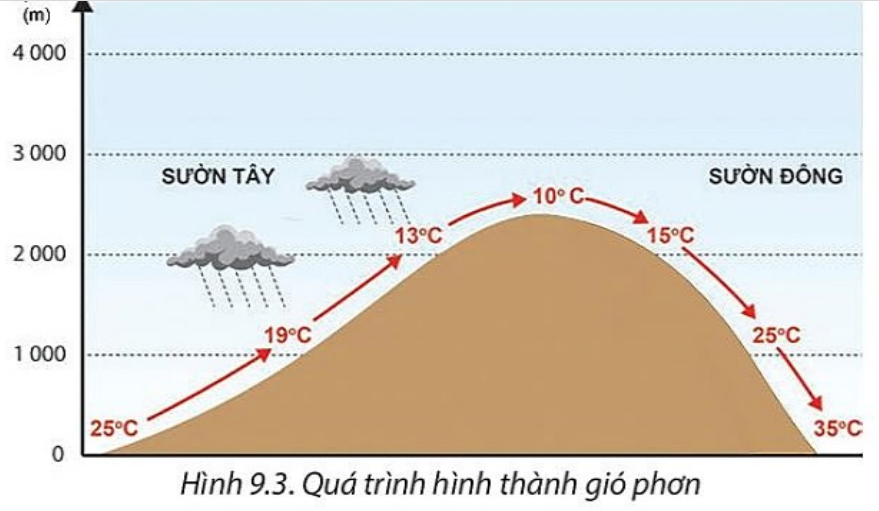 (m)
4 000
3 000
SƯỜN TÂY
SƯỜN ĐÔNG
10°C
13°C
15°C
2 000
19°C
25°C
1 000
25°C
35°C
0
Hình 9.3. Quá trình hình thành gió phơn